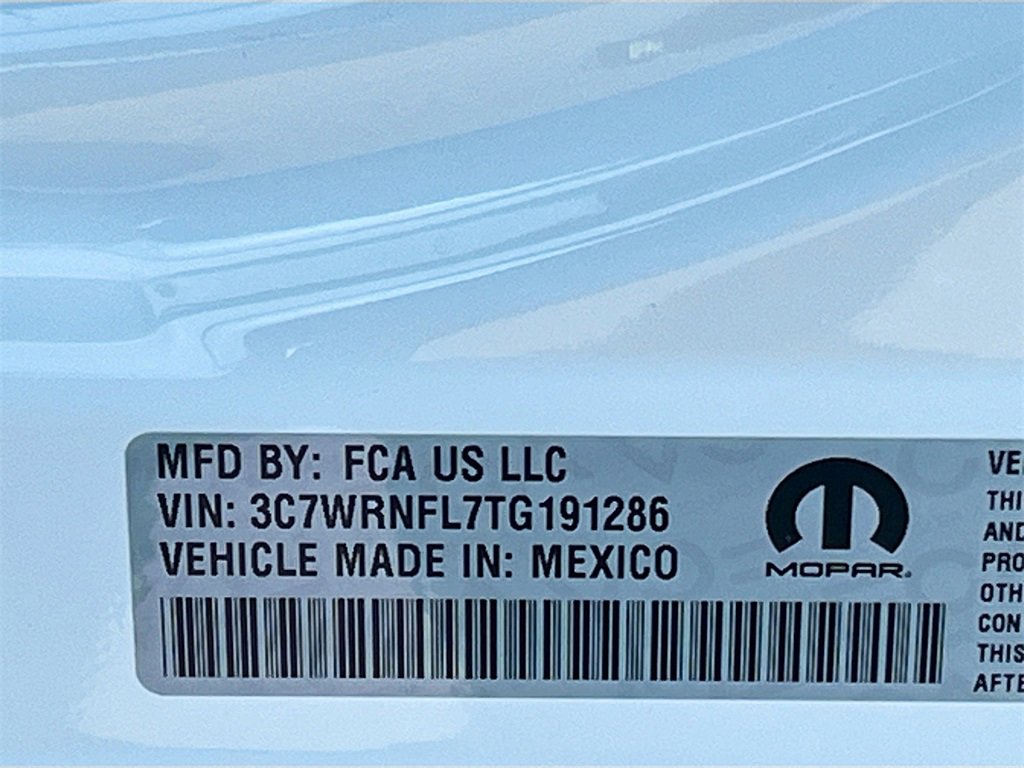 MFD BY: FCA US LLC
VIN: 3C7WRNFL7TG191286
VEHICLE MADE IN: MEXICO
MOPAR.
VE
THI
AND
PRO
OTH
CON
THIS
AFTE